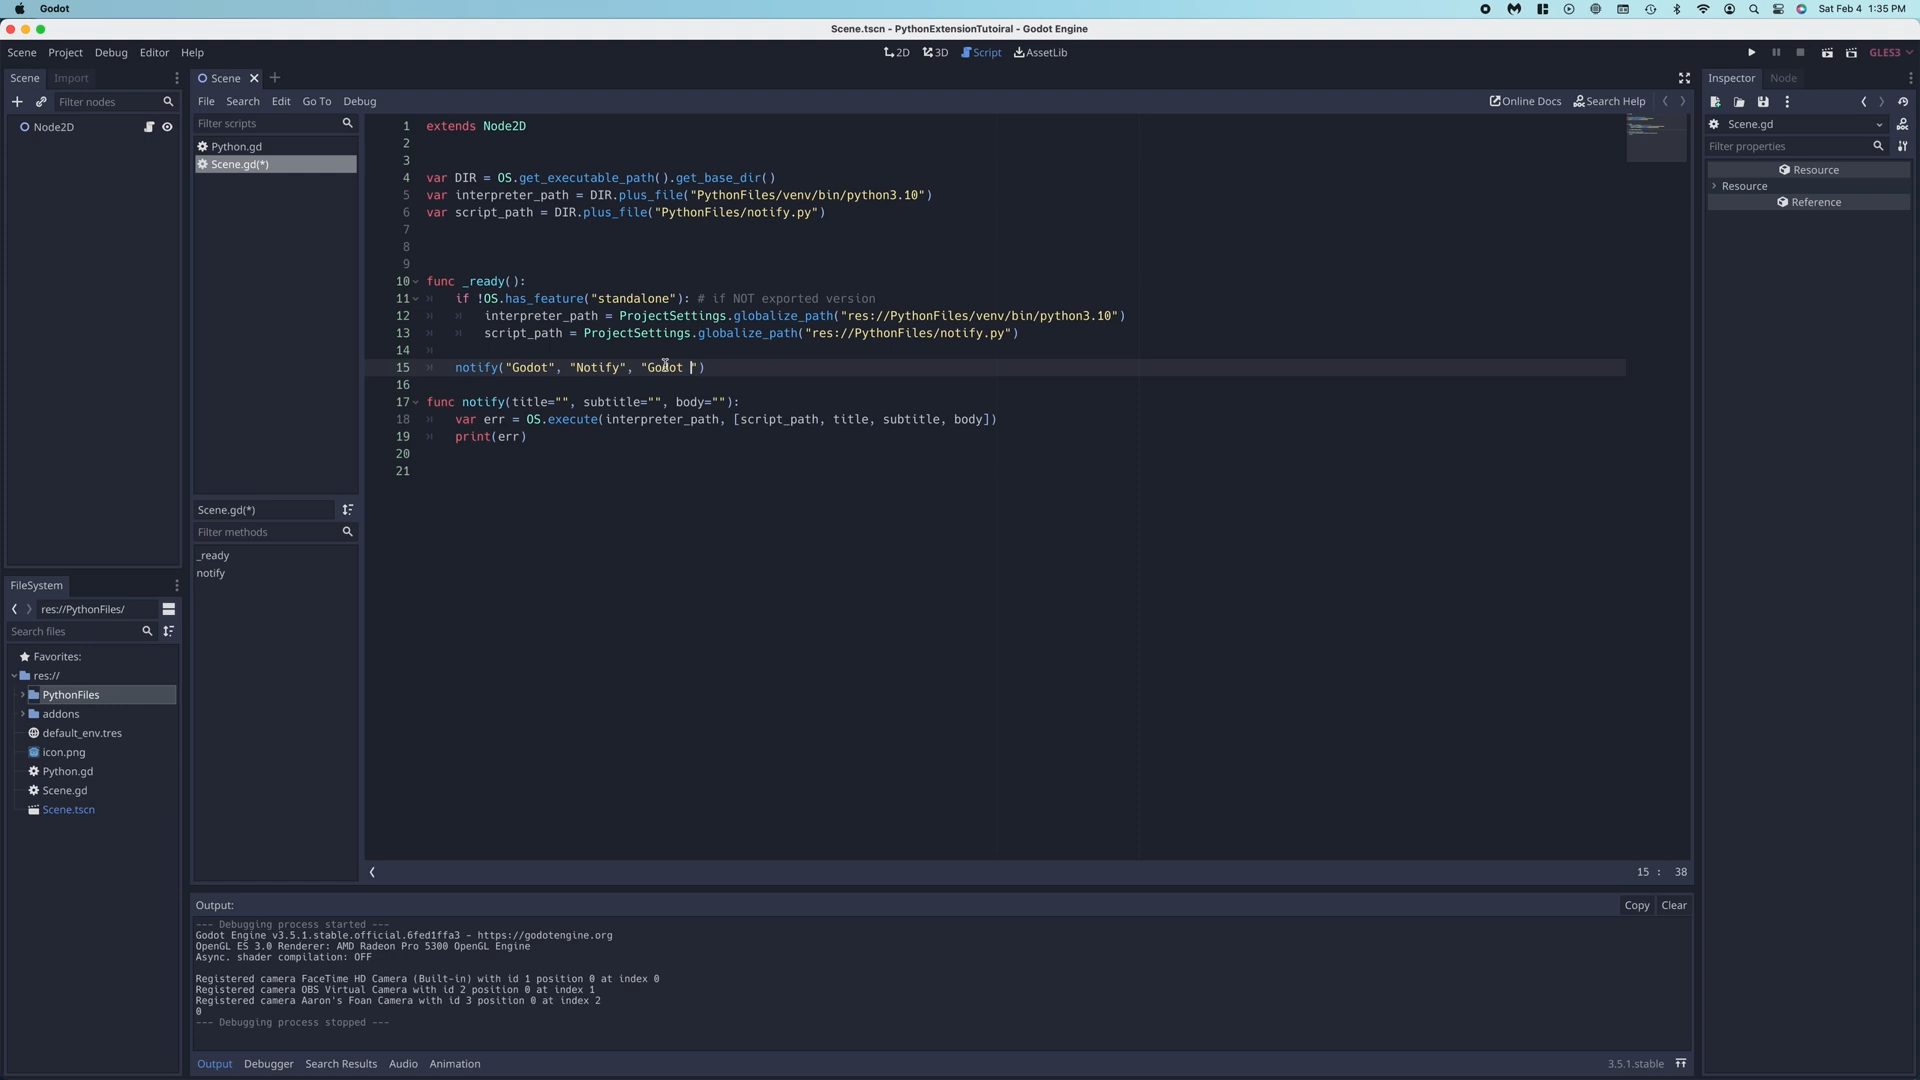 Godot
Sat Feb 4 1:35 PM
Scene.tscn - PythonExtensionTutoiral - Godot Engine
Scene Project Debug Editor Help
2D 3D Script AssetLib
GLES3
Scene Import
Filter nodes
Node2D
Scene
File Search Edit Go To Debug
Online Docs Search Help
Filter scripts
Python.gd
Scene.gd(*)
Scene.gd(*)
Filter methods
_ready
notify
1 extends Node2D
2
3
4 var DIR = OS.get_executable_path().get_base_dir()
5 var interpreter_path = DIR.plus_file("PythonFiles/venv/bin/python3.10")
6 var script_path = DIR.plus_file("PythonFiles/notify.py")
7
8
9
10 func _ready():
11 if !OS.has_feature("standalone"): # if NOT exported version
12 interpreter_path = ProjectSettings.globalize_path("res://PythonFiles/venv/bin/python3.10")
13 script_path = ProjectSettings.globalize_path("res://PythonFiles/notify.py")
14
15 notify("Godot", "Notify", "Godot ")
16
17 func notify(title="", subtitle="", body=""):
18 var err = OS.execute(interpreter_path, [script_path, title, subtitle, body])
19 print(err)
20
21
15 : 38
FileSystem
res://PythonFiles/
Search files
Favorites:
res://
PythonFiles
addons
default_env.tres
icon.png
Python.gd
Scene.gd
Scene.tscn
Output:
Copy Clear
--- Debugging process started ---
Godot Engine v3.5.1.stable.official.6fed1ffa3 - https://godotengine.org
OpenGL ES 3.0 Renderer: AMD Radeon Pro 5300 OpenGL Engine
Async. shader compilation: OFF
Registered camera FaceTime HD Camera (Built-in) with id 1 position 0 at index 0
Registered camera OBS Virtual Camera with id 2 position 0 at index 1
Registered camera Aaron's Foan Camera with id 3 position 0 at index 2
0
--- Debugging process stopped ---
Output Debugger Search Results Audio Animation
3.5.1.stable
Inspector Node
Scene.gd
Filter properties
Resource
Resource
Reference